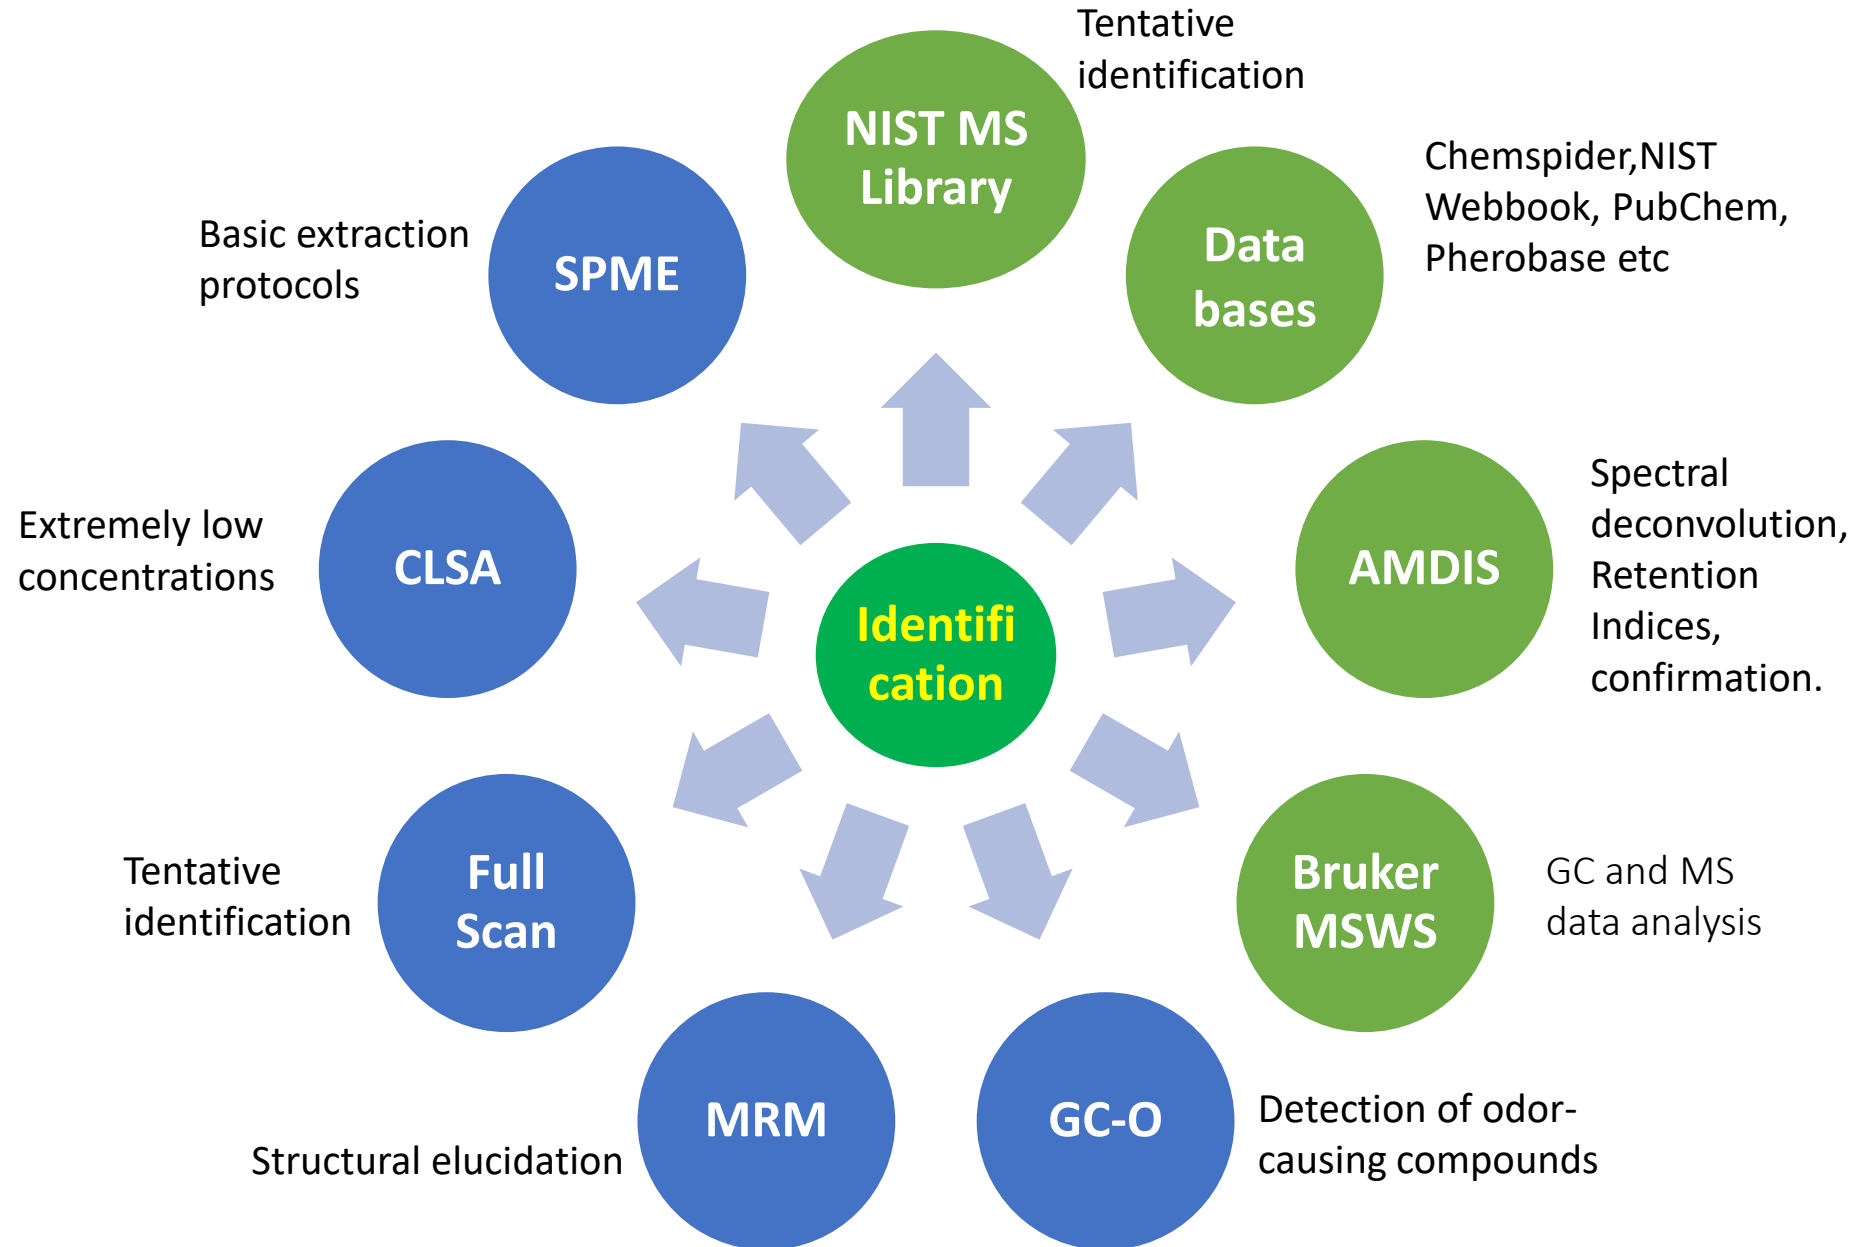 Tentative
identification
NIST MS
Library
Chemspider,NIST
Webbook, PubChem,
Pherobase etc
Data
bases
Basic extraction
protocols
SPME
Spectral
deconvolution,
Retention
Indices,
confirmation.
AMDIS
Extremely low
concentrations
CLSA
Identifi
cation
Tentative
identification
Full
Scan
Bruker
MSWS
GC and MS
data analysis
Structural elucidation
MRM
GC-O
Detection of odor-
causing compounds